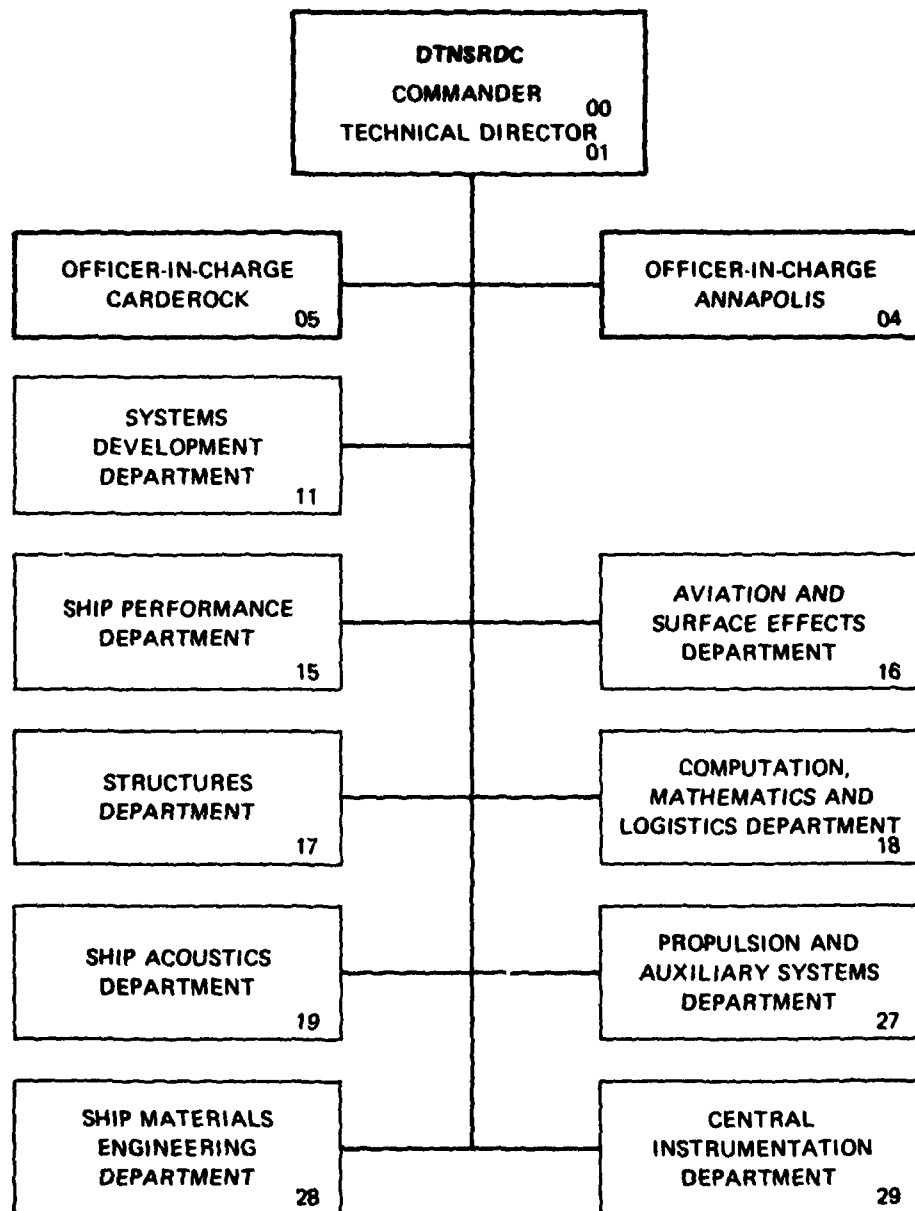 DTNSRDC
COMMANDER 00
TECHNICAL DIRECTOR 01
OFFICER-IN-CHARGE
CARDEROCK
05
OFFICER-IN-CHARGE
ANNAPOLIS
04
SYSTEMS
DEVELOPMENT
DEPARTMENT
11
SHIP PERFORMANCE
DEPARTMENT
15
AVIATION AND
SURFACE EFFECTS
DEPARTMENT
16
STRUCTURES
DEPARTMENT
17
COMPUTATION,
MATHEMATICS AND
LOGISTICS DEPARTMENT
18
SHIP ACOUSTICS
DEPARTMENT
19
PROPULSION AND
AUXILIARY SYSTEMS
DEPARTMENT
27
SHIP MATERIALS
ENGINEERING
DEPARTMENT
28
CENTRAL
INSTRUMENTATION
DEPARTMENT
29